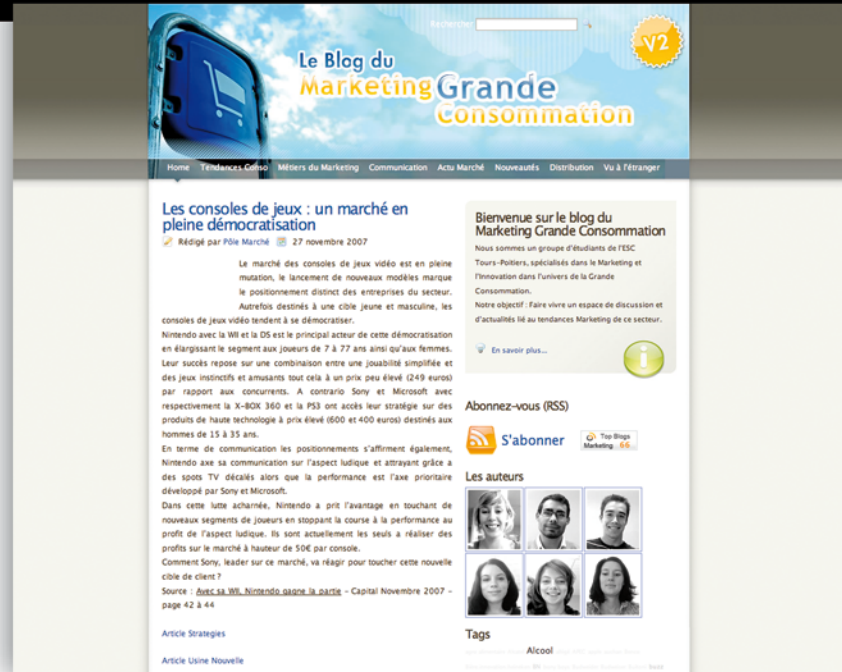 Rechercher
V2
Le Blog du
Marketing Grande
Consommation
Home Tendances Conso Métiers du Marketing Communication Actu Marché Nouveautés Distribution Vu à l'étranger
Les consoles de jeux : un marché en
pleine démocratisation
Rédigé par Pôle Marché 27 novembre 2007
Le marché des consoles de jeux vidéo est en pleine
mutation, le lancement de nouveaux modèles marque
le positionnement distinct des entreprises du secteur.
Autrefois destinés à une cible jeune et masculine, les
consoles de jeux vidéo tendent à se démocratiser.
Nintendo avec la WII et la DS est le principal acteur de cette démocratisation
en élargissant le segment aux joueurs de 7 à 77 ans ainsi qu'aux femmes.
Leur succès repose sur une combinaison entre une jouabilité simplifiée et
des jeux instinctifs et amusants tout cela à un prix peu élevé (249 euros)
par rapport aux concurrents. A contrario Sony et Microsoft avec
respectivement la X-BOX 360 et la PS3 ont accès leur stratégie sur des
produits de haute technologie à prix élevé (600 et 400 euros) destinés aux
hommes de 15 à 35 ans.
En terme de communication les positionnements s'affirment également,
Nintendo axe sa communication sur l'aspect ludique et attrayant grâce a
des spots TV décalés alors que la performance est l'axe prioritaire
développé par Sony et Microsoft.
Dans cette lutte acharnée, Nintendo a prit l'avantage en touchant de
nouveaux segments de joueurs en stoppant la course à la performance au
profit de l'aspect ludique. Ils sont actuellement les seuls a réaliser des
profits sur le marché à hauteur de 50€ par console.
Comment Sony, leader sur ce marché, va réagir pour toucher cette nouvelle
cible de client ?
Source : Avec sa WII, Nintendo gagne la partie - Capital Novembre 2007 -
page 42 à 44
Article Strategies
Article Usine Nouvelle
Bienvenue sur le blog du
Marketing Grande Consommation
Nous sommes un groupe d'étudiants de l'ESC
Tours-Poitiers, spécialisés dans le Marketing et
l'Innovation dans l'univers de la Grande
Consommation.
Notre objectif : Faire vivre un espace de discussion et
d'actualités lié au tendances Marketing de ce secteur.
En savoir plus...
i
Abonnez-vous (RSS)
S'abonner
Top Blogs
Marketing 66
Les auteurs
Tags
Alcool